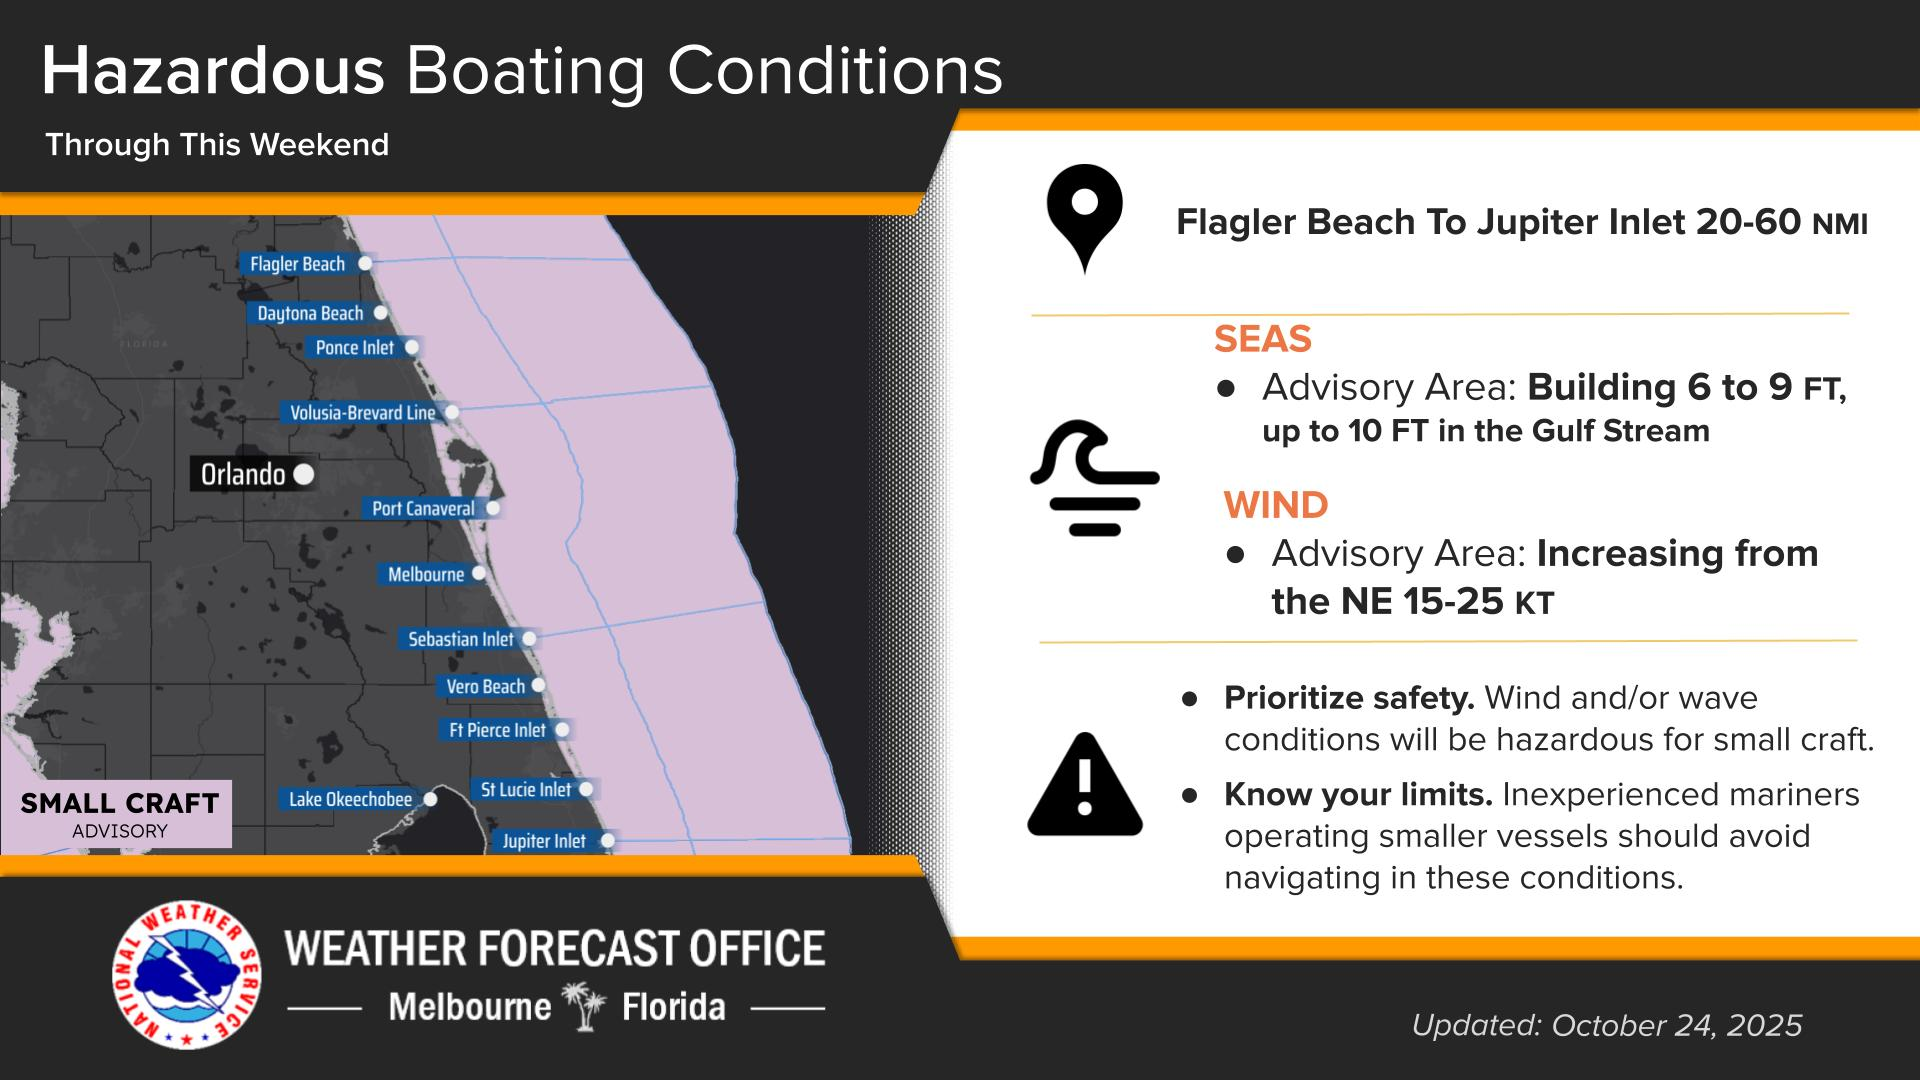 Hazardous Boating Conditions
Through This Weekend
Flagler Beach
Daytona Beach
FLORIDA
Ponce Inlet
Volusia-Brevard Line
Orlando
Port Canaveral
Melbourne
Sebastian Inlet
Vero Beach
Ft Pierce Inlet
St Lucie Inlet
Lake Okeechobee
Jupiter Inlet
SMALL CRAFT
ADVISORY
Flagler Beach To Jupiter Inlet 20-60 NMI
SEAS
● Advisory Area: Building 6 to 9 FT,
up to 10 FT in the Gulf Stream
WIND
● Advisory Area: Increasing from
the NE 15-25 KT
● Prioritize safety. Wind and/or wave
conditions will be hazardous for small craft.
● Know your limits. Inexperienced mariners
operating smaller vessels should avoid
navigating in these conditions.
NATIONAL WEATHER SERVICE
WEATHER FORECAST OFFICE
Melbourne Florida
Updated: October 24, 2025